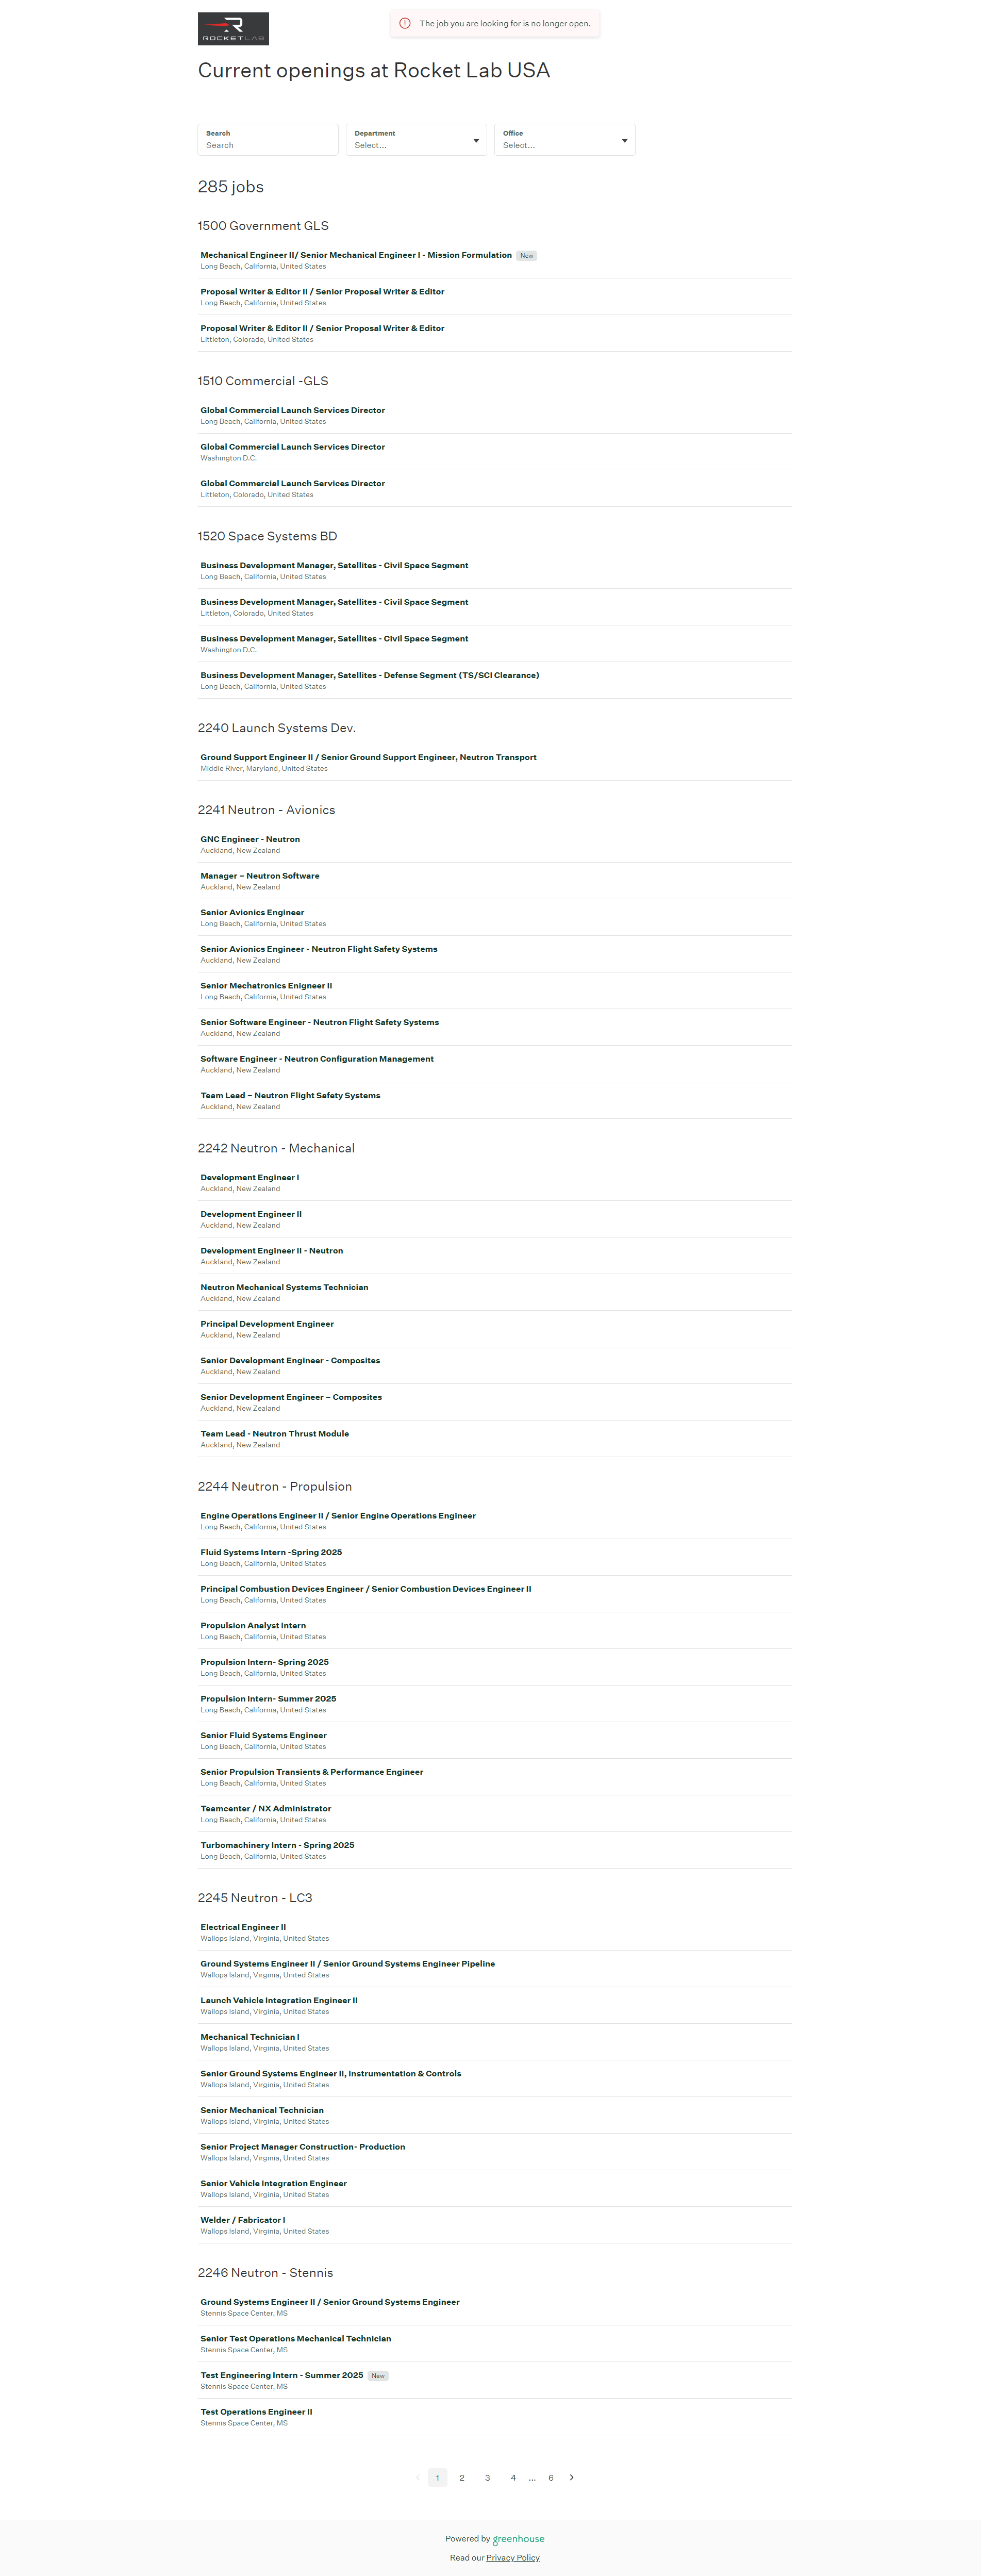 ROCKETLAB
The job you are looking for is no longer open.
Current openings at Rocket Lab USA
Search
Search
Department
Select...
Office
Select...
285 jobs
1500 Government GLS
Mechanical Engineer II/ Senior Mechanical Engineer I - Mission Formulation New
Long Beach, California, United States
Proposal Writer & Editor II / Senior Proposal Writer & Editor
Long Beach, California, United States
Proposal Writer & Editor II / Senior Proposal Writer & Editor
Littleton, Colorado, United States
1510 Commercial -GLS
Global Commercial Launch Services Director
Long Beach, California, United States
Global Commercial Launch Services Director
Washington D.C.
Global Commercial Launch Services Director
Littleton, Colorado, United States
1520 Space Systems BD
Business Development Manager, Satellites - Civil Space Segment
Long Beach, California, United States
Business Development Manager, Satellites - Civil Space Segment
Littleton, Colorado, United States
Business Development Manager, Satellites - Civil Space Segment
Washington D.C.
Business Development Manager, Satellites - Defense Segment (TS/SCI Clearance)
Long Beach, California, United States
2240 Launch Systems Dev.
Ground Support Engineer II / Senior Ground Support Engineer, Neutron Transport
Middle River, Maryland, United States
2241 Neutron - Avionics
GNC Engineer - Neutron
Auckland, New Zealand
Manager – Neutron Software
Auckland, New Zealand
Senior Avionics Engineer
Long Beach, California, United States
Senior Avionics Engineer - Neutron Flight Safety Systems
Auckland, New Zealand
Senior Mechatronics Enigneer II
Long Beach, California, United States
Senior Software Engineer - Neutron Flight Safety Systems
Auckland, New Zealand
Software Engineer - Neutron Configuration Management
Auckland, New Zealand
Team Lead – Neutron Flight Safety Systems
Auckland, New Zealand
2242 Neutron - Mechanical
Development Engineer I
Auckland, New Zealand
Development Engineer II
Auckland, New Zealand
Development Engineer II - Neutron
Auckland, New Zealand
Neutron Mechanical Systems Technician
Auckland, New Zealand
Principal Development Engineer
Auckland, New Zealand
Senior Development Engineer - Composites
Auckland, New Zealand
Senior Development Engineer – Composites
Auckland, New Zealand
Team Lead - Neutron Thrust Module
Auckland, New Zealand
2244 Neutron - Propulsion
Engine Operations Engineer II / Senior Engine Operations Engineer
Long Beach, California, United States
Fluid Systems Intern -Spring 2025
Long Beach, California, United States
Principal Combustion Devices Engineer / Senior Combustion Devices Engineer II
Long Beach, California, United States
Propulsion Analyst Intern
Long Beach, California, United States
Propulsion Intern- Spring 2025
Long Beach, California, United States
Propulsion Intern- Summer 2025
Long Beach, California, United States
Senior Fluid Systems Engineer
Long Beach, California, United States
Senior Propulsion Transients & Performance Engineer
Long Beach, California, United States
Teamcenter / NX Administrator
Long Beach, California, United States
Turbomachinery Intern - Spring 2025
Long Beach, California, United States
2245 Neutron - LC3
Electrical Engineer II
Wallops Island, Virginia, United States
Ground Systems Engineer II / Senior Ground Systems Engineer Pipeline
Wallops Island, Virginia, United States
Launch Vehicle Integration Engineer II
Wallops Island, Virginia, United States
Mechanical Technician I
Wallops Island, Virginia, United States
Senior Ground Systems Engineer II, Instrumentation & Controls
Wallops Island, Virginia, United States
Senior Mechanical Technician
Wallops Island, Virginia, United States
Senior Project Manager Construction- Production
Wallops Island, Virginia, United States
Senior Vehicle Integration Engineer
Wallops Island, Virginia, United States
Welder / Fabricator I
Wallops Island, Virginia, United States
2246 Neutron - Stennis
Ground Systems Engineer II / Senior Ground Systems Engineer
Stennis Space Center, MS
Senior Test Operations Mechanical Technician
Stennis Space Center, MS
Test Engineering Intern - Summer 2025 New
Stennis Space Center, MS
Test Operations Engineer II
Stennis Space Center, MS
1 2 3 4 ... 6
Powered by greenhouse
Read our Privacy Policy